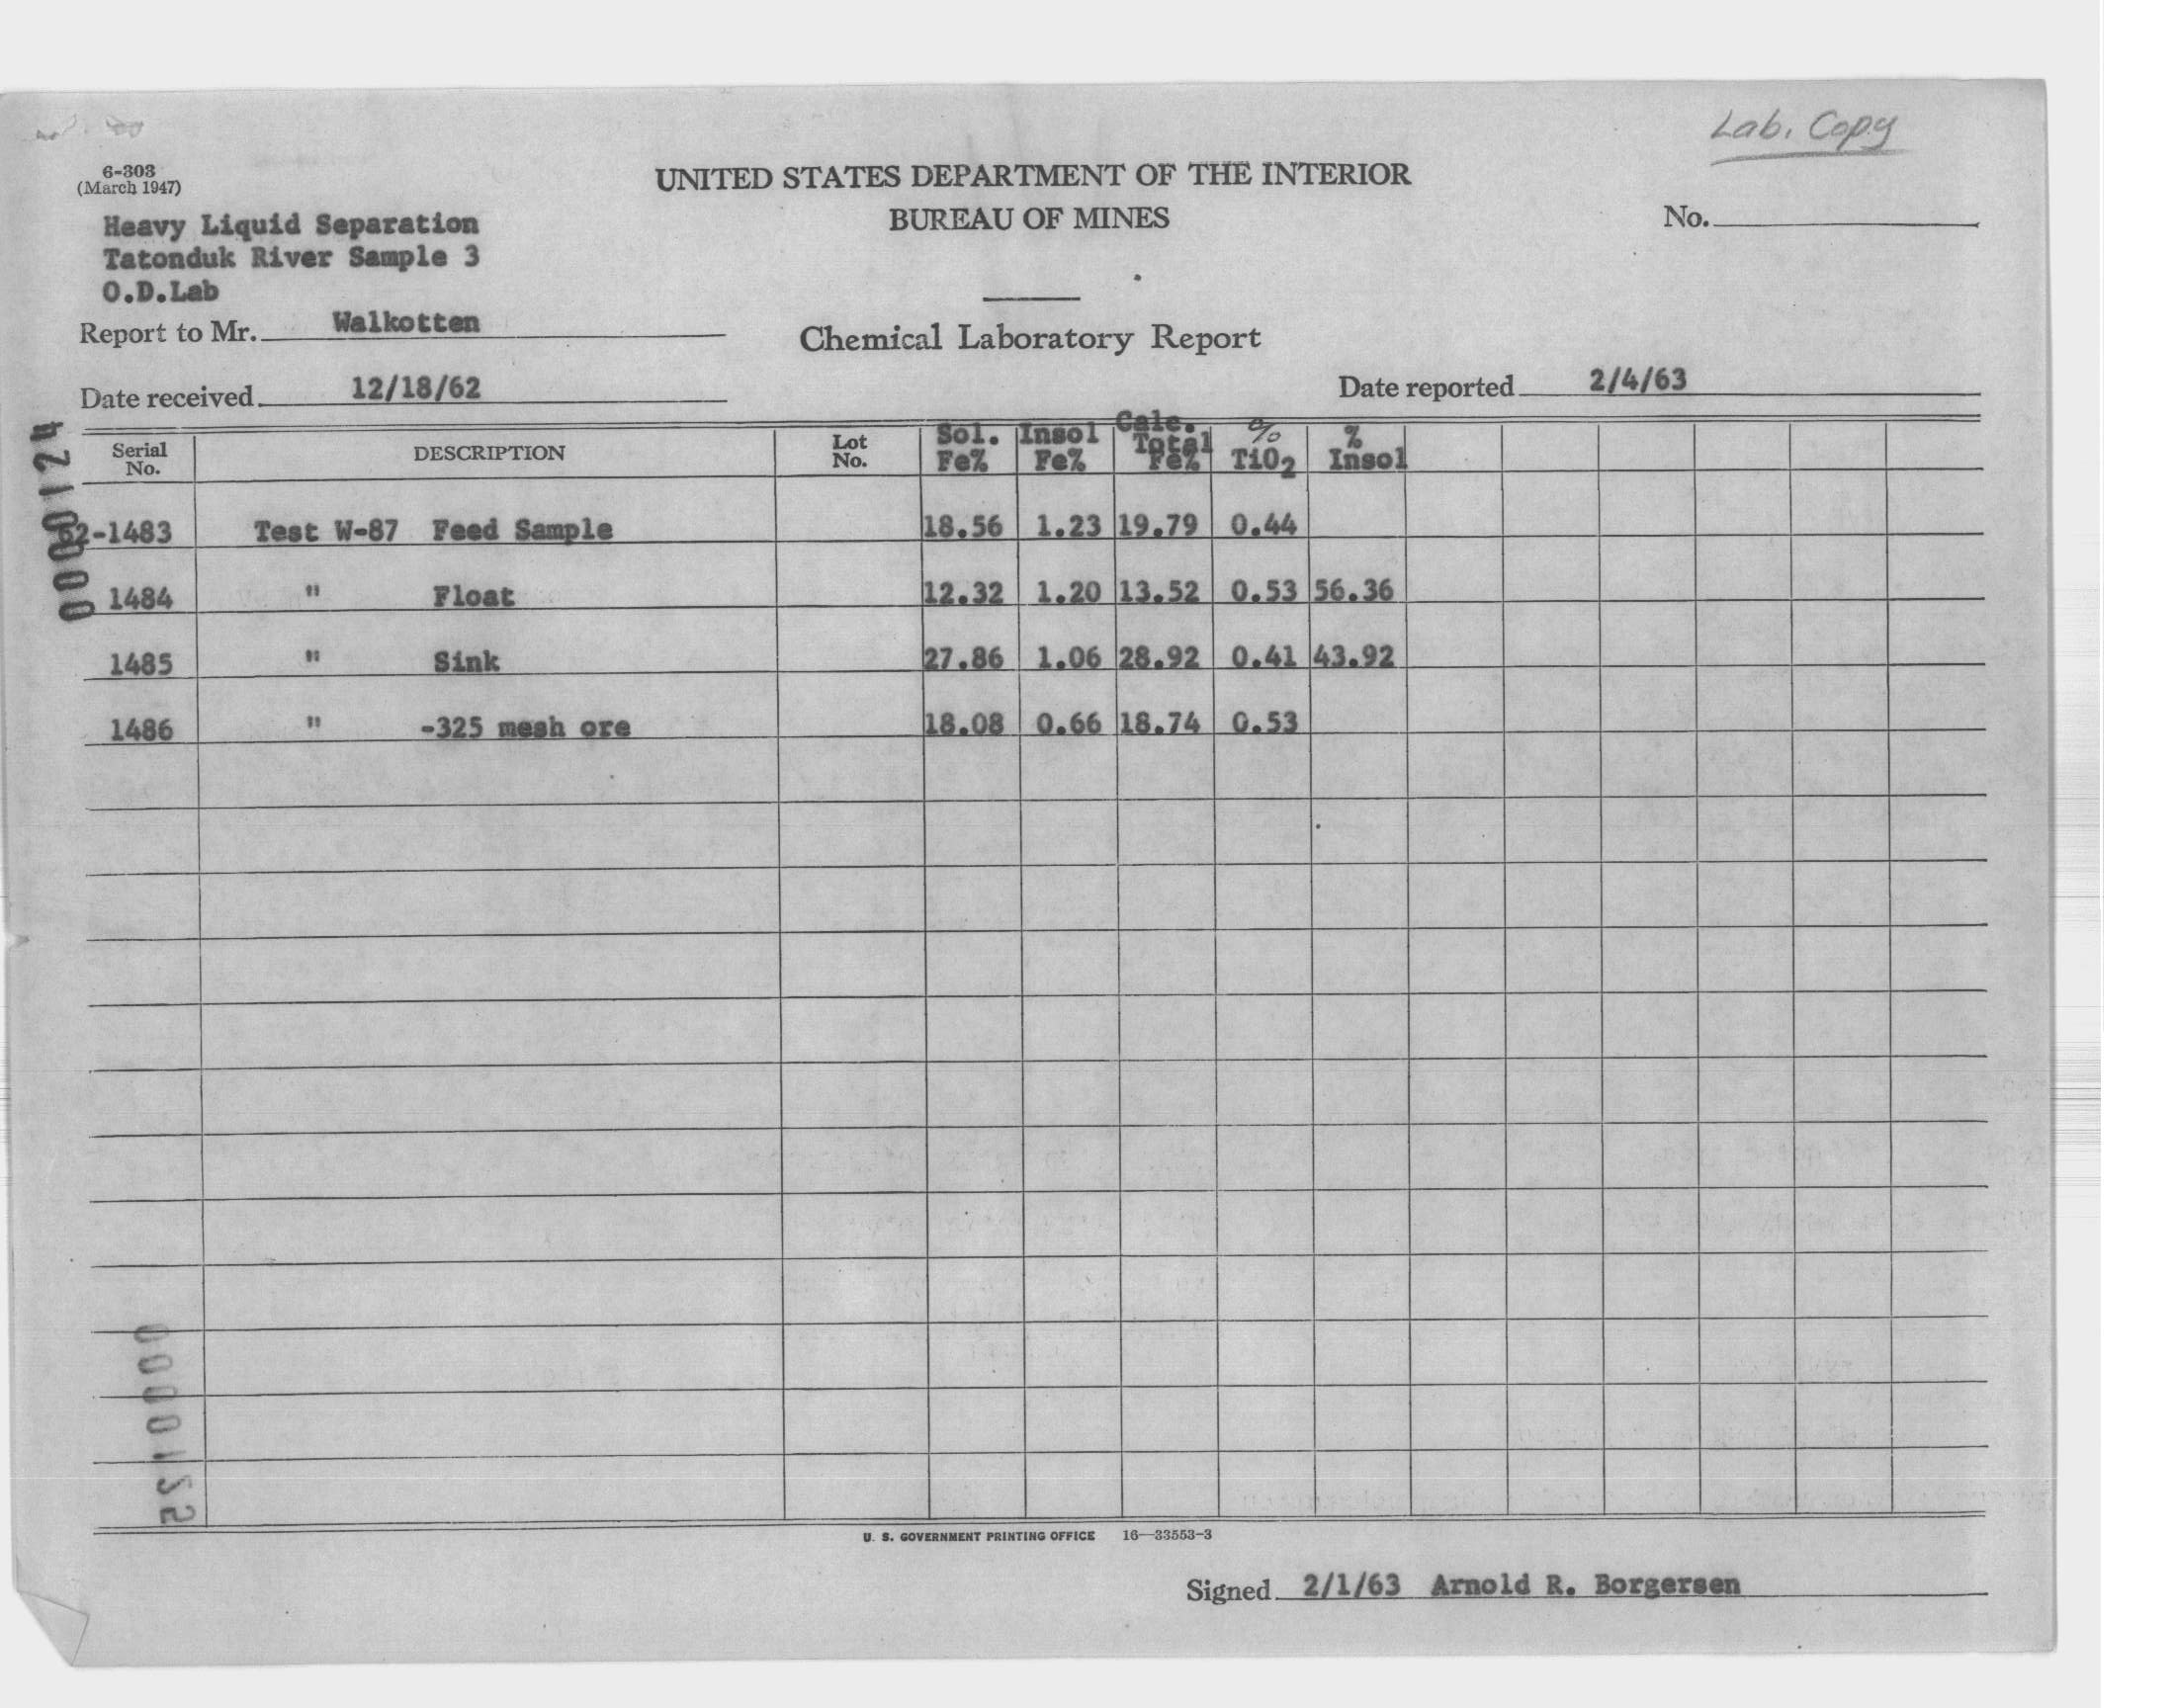 Lab. Copy
6-303
(March 1947)
UNITED STATES DEPARTMENT OF THE INTERIOR
BUREAU OF MINES
No.
Heavy Liquid Separation
Tatonduk River Sample 3
O.D.Lab
Report to Mr. Walkotten
Chemical Laboratory Report
Date received 12/18/62
Date reported 2/4/63
Serial No. DESCRIPTION Lot No. Sol. Fe% Insol Fe% Calc. Total Fe% % TiO2 % Insol
62-1483 Test W-87 Feed Sample 18.56 1.23 19.79 0.44
1484 " Float 12.32 1.20 13.52 0.53 56.36
1485 " Sink 27.86 1.06 28.92 0.41 43.92
1486 " -325 mesh ore 18.08 0.66 18.74 0.53
0000124
0000125
U. S. GOVERNMENT PRINTING OFFICE 16—33553-3
Signed 2/1/63 Arnold R. Borgersen